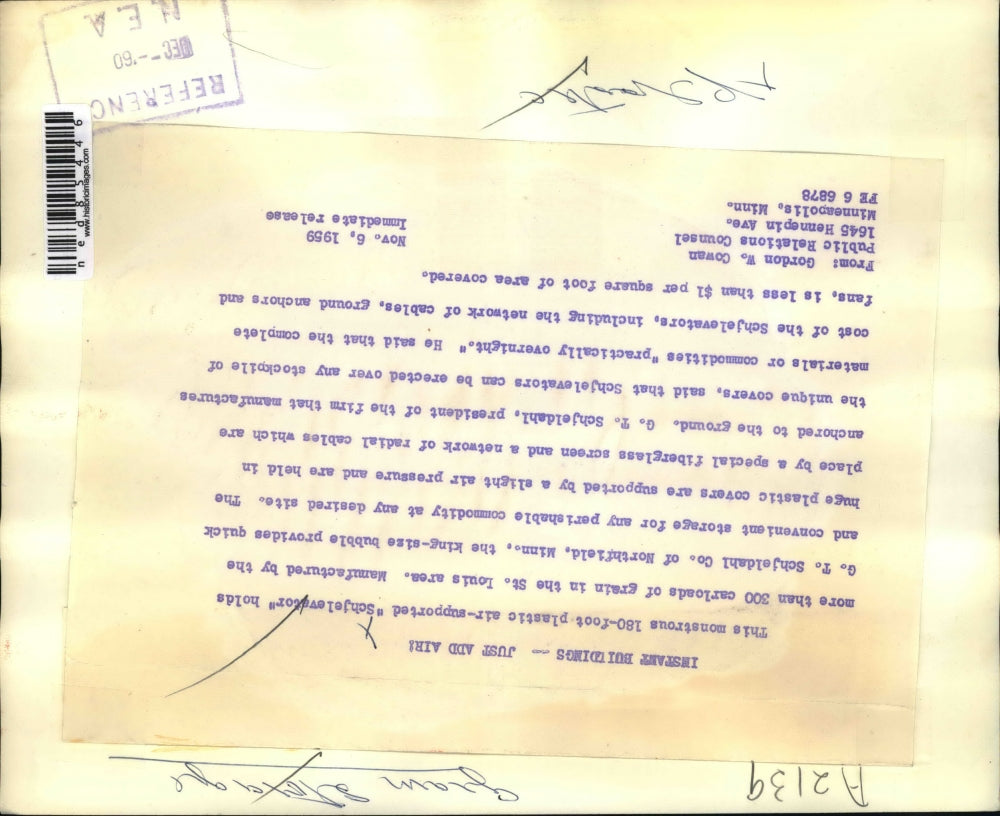 INSTANT BUILDINGS -- JUST ADD AIR!
This monstrous 180-foot plastic air-supported "Schjelevator" holds
more than 300 carloads of grain in the St. Louis area. Manufactured by the
G. T. Schjeldahl Co. of Northfield, Minn., the king-size bubble provides quick
and convenient storage for any perishable commodity at any desired site. The
huge plastic covers are supported by a slight air pressure and are held in
place by a special fiberglass screen and a network of radial cables which are
anchored to the ground. G. T. Schjeldahl, president of the firm that manufactures
the unique covers, said that Schjelevators can be erected over any stockpile of
materials or commodities "practically overnight." He said that the complete
cost of the Schjelevators, including the network of cables, ground anchors and
fans, is less than $1 per square foot of area covered.
From: Gordon W. Cowan
Public Relations Counsel
1645 Hennepin Ave.
Minneapolis, Minn.
FE 6 6878
Nov. 6, 1959
Immediate release
A2139
Grain Storage
REFERENC
DEC -- '60
N. E. A
ned85446
www.historicimages.com